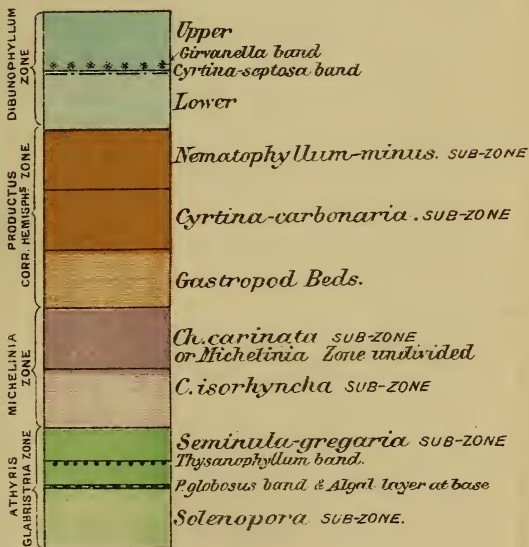 DIBUNOPHYLLUM
ZONE
Upper
Girvanella band
Cyrtina-septosa band
Lower
PRODUCTUS
CORR. HEMISPHS ZONE.
Nematophyllum-minus. SUB-ZONE
Cyrtina-carbonaria. SUB-ZONE
Gastropod Beds.
MICHELINIA
ZONE
Ch. carinata SUB-ZONE
or Michelinia Zone undivided
C. isorhyncha SUB-ZONE
ATHYRIS
GLABRISTRIA ZONE
Seminula-gregaria SUB-ZONE
Thysanophyllum band.
P. globosus band & Algal layer at base
Solenopora SUB-ZONE.